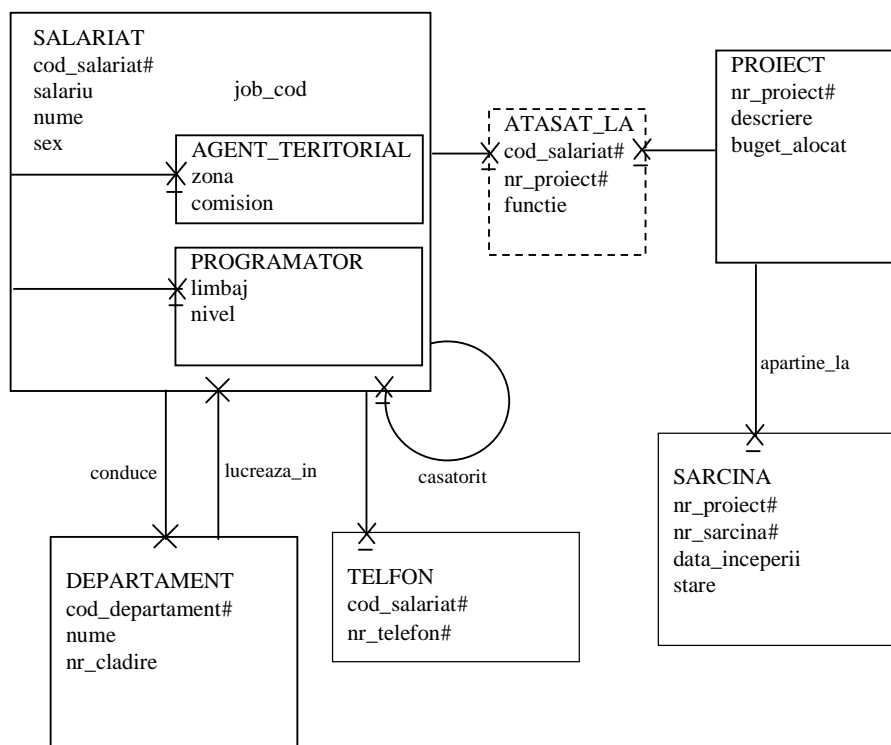 SALARIAT
cod_salariat#
salariu
nume
sex
job_cod
AGENT_TERITORIAL
zona
comision
PROGRAMATOR
limbaj
nivel
ATASAT_LA
cod_salariat#
nr_proiect#
functie
PROIECT
nr_proiect#
descriere
buget_alocat
apartine_la
conduce
lucreaza_in
casatorit
SARCINA
nr_proiect#
nr_sarcina#
data_inceperii
stare
DEPARTAMENT
cod_departament#
nume
nr_cladire
TELFON
cod_salariat#
nr_telefon#